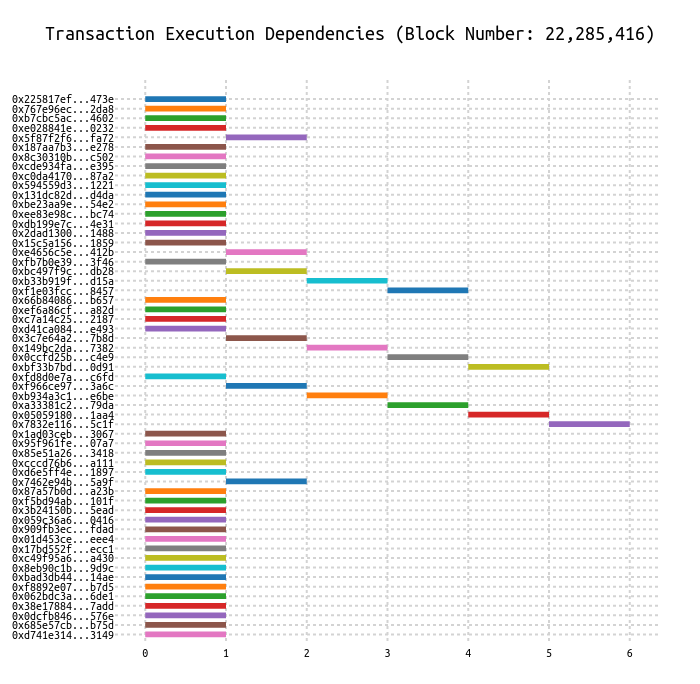 Transaction Execution Dependencies (Block Number: 22,285,416)
0x225817ef...473e
0x767e96ec...2da8
0xb7cbc5ac...4602
0xe028841e...0232
0x5f87f2f6...fa72
0x187aa7b3...e278
0x8c30310b...c502
0xcde934fa...e395
0xc0da4170...87a2
0x594559d3...1221
0x131dc82d...d4da
0xbe23aa9e...54e2
0xee83e98c...bc74
0xdb199e7c...4e31
0x2dad1300...1488
0x15c5a156...1859
0xe4656c5e...412b
0xfb7b0e39...3f46
0xbc497f9c...db28
0xb33b919f...d15a
0xf1e03fcc...8457
0x66b84086...b657
0xef6a86cf...a82d
0xc7a14c25...2187
0xd41ca084...e493
0x3c7e64a2...7b8d
0x149bc2da...7382
0x0ccfd25b...c4e9
0xbf33b7bd...0d91
0xfd8d0e7a...c6fd
0xf966ce97...3a6c
0xb934a3c1...e6be
0xa33381c2...79da
0x05059180...1aa4
0x7832e116...5c1f
0x1ad03ceb...3067
0x95f961fe...07a7
0x85e51a26...3418
0xcccd76b6...a111
0xd6e5ff4e...1897
0x7462e94b...5a9f
0x87a57b0d...a23b
0xf5bd94ab...101f
0x3b24150b...5ead
0x059c36a6...0416
0x909fb3ec...fdad
0x01d453ce...eee4
0x17bd552f...ecc1
0xc49f95a6...a430
0x8eb90c1b...9d9c
0xbad3db44...14ae
0xf8892e07...b7d5
0x062bdc3a...6de1
0x38e17884...7add
0x0dcfb846...576e
0x685e57cb...b75d
0xd741e314...3149
0 1 2 3 4 5 6